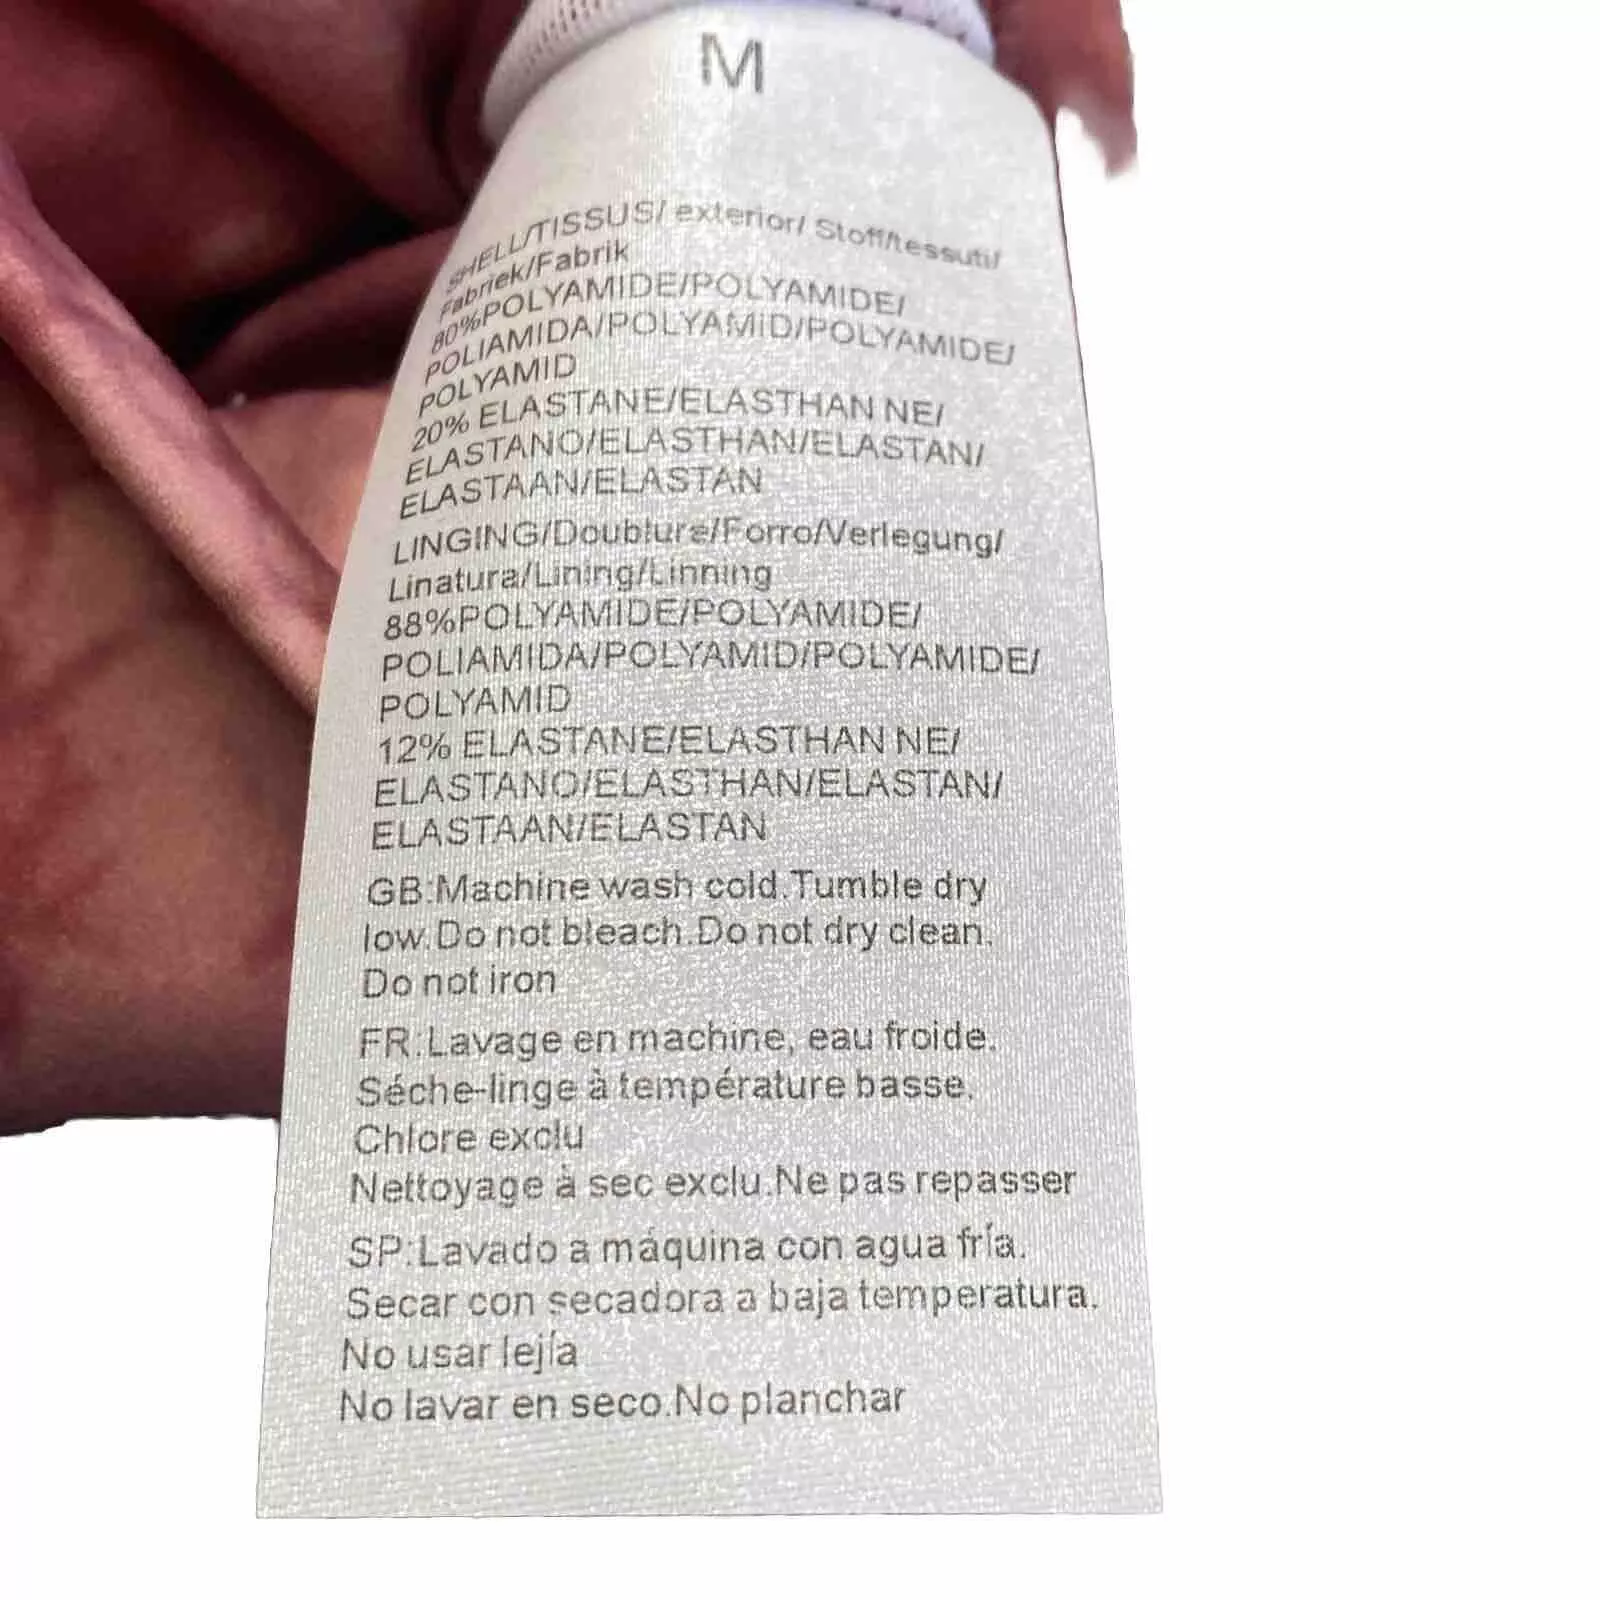 M
SHELL/TISSUS/ exterior/ Stoff/tessuti/
Fabriek/Fabrik
80%POLYAMIDE/POLYAMIDE/
POLIAMIDA/POLYAMID/POLYAMIDE/
POLYAMID
20% ELASTANE/ELASTHAN NE/
ELASTANO/ELASTHAN/ELASTAN/
ELASTAAN/ELASTAN
LINGING/Doublure/Forro/Verlegung/
Linatura/Lining/Linning
88%POLYAMIDE/POLYAMIDE/
POLIAMIDA/POLYAMID/POLYAMIDE/
POLYAMID
12% ELASTANE/ELASTHAN NE/
ELASTANO/ELASTHAN/ELASTAN/
ELASTAAN/ELASTAN
GB:Machine wash cold.Tumble dry
low.Do not bleach.Do not dry clean.
Do not iron
FR:Lavage en machine, eau froide.
Séche-linge à température basse.
Chlore exclu
Nettoyage à sec exclu.Ne pas repasser
SP:Lavado a máquina con agua fría.
Secar con secadora a baja temperatura.
No usar lejía
No lavar en seco.No planchar